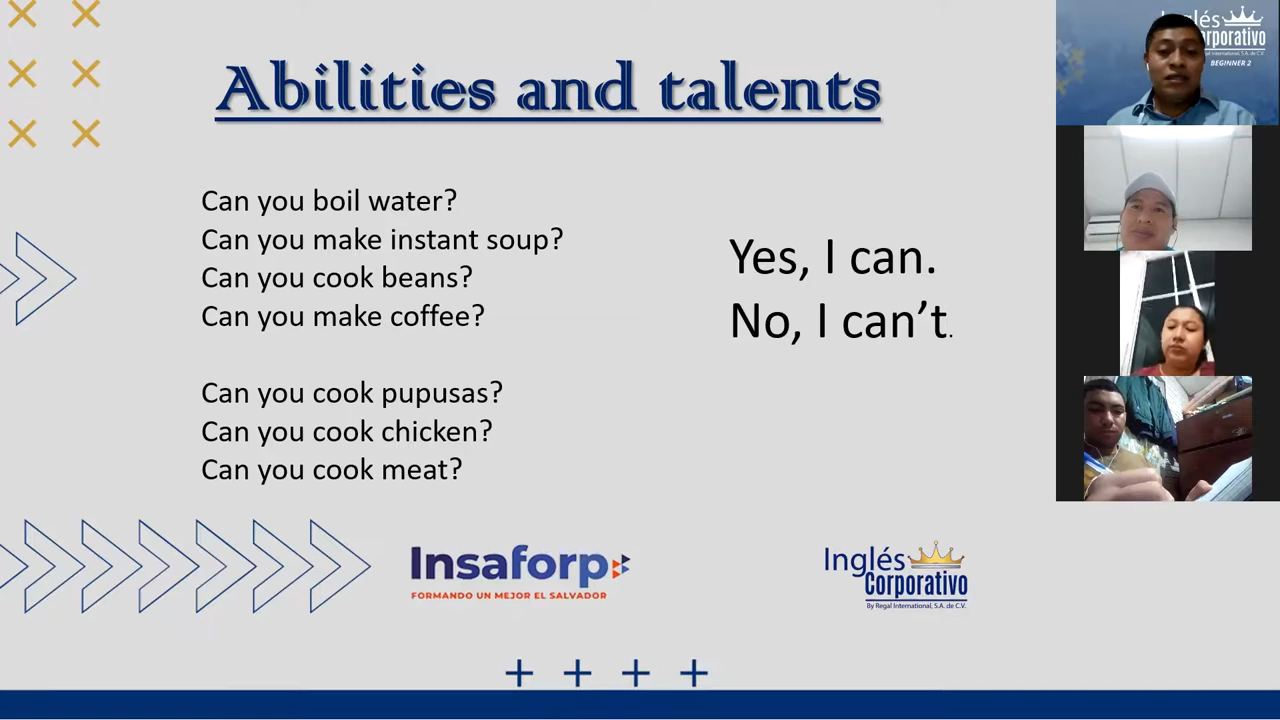 Abilities and talents
Can you boil water?
Can you make instant soup?
Can you cook beans?
Can you make coffee?
Can you cook pupusas?
Can you cook chicken?
Can you cook meat?
Yes, I can.
No, I can’t.
Insaforp
FORMANDO UN MEJOR EL SALVADOR
Inglés
Corporativo
By Regal International, S.A. de C.V.
BEGINNER 2